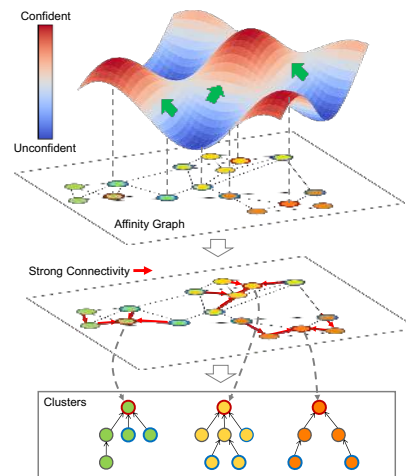 Confident
Unconfident
Affinity Graph
Strong Connectivity
Clusters